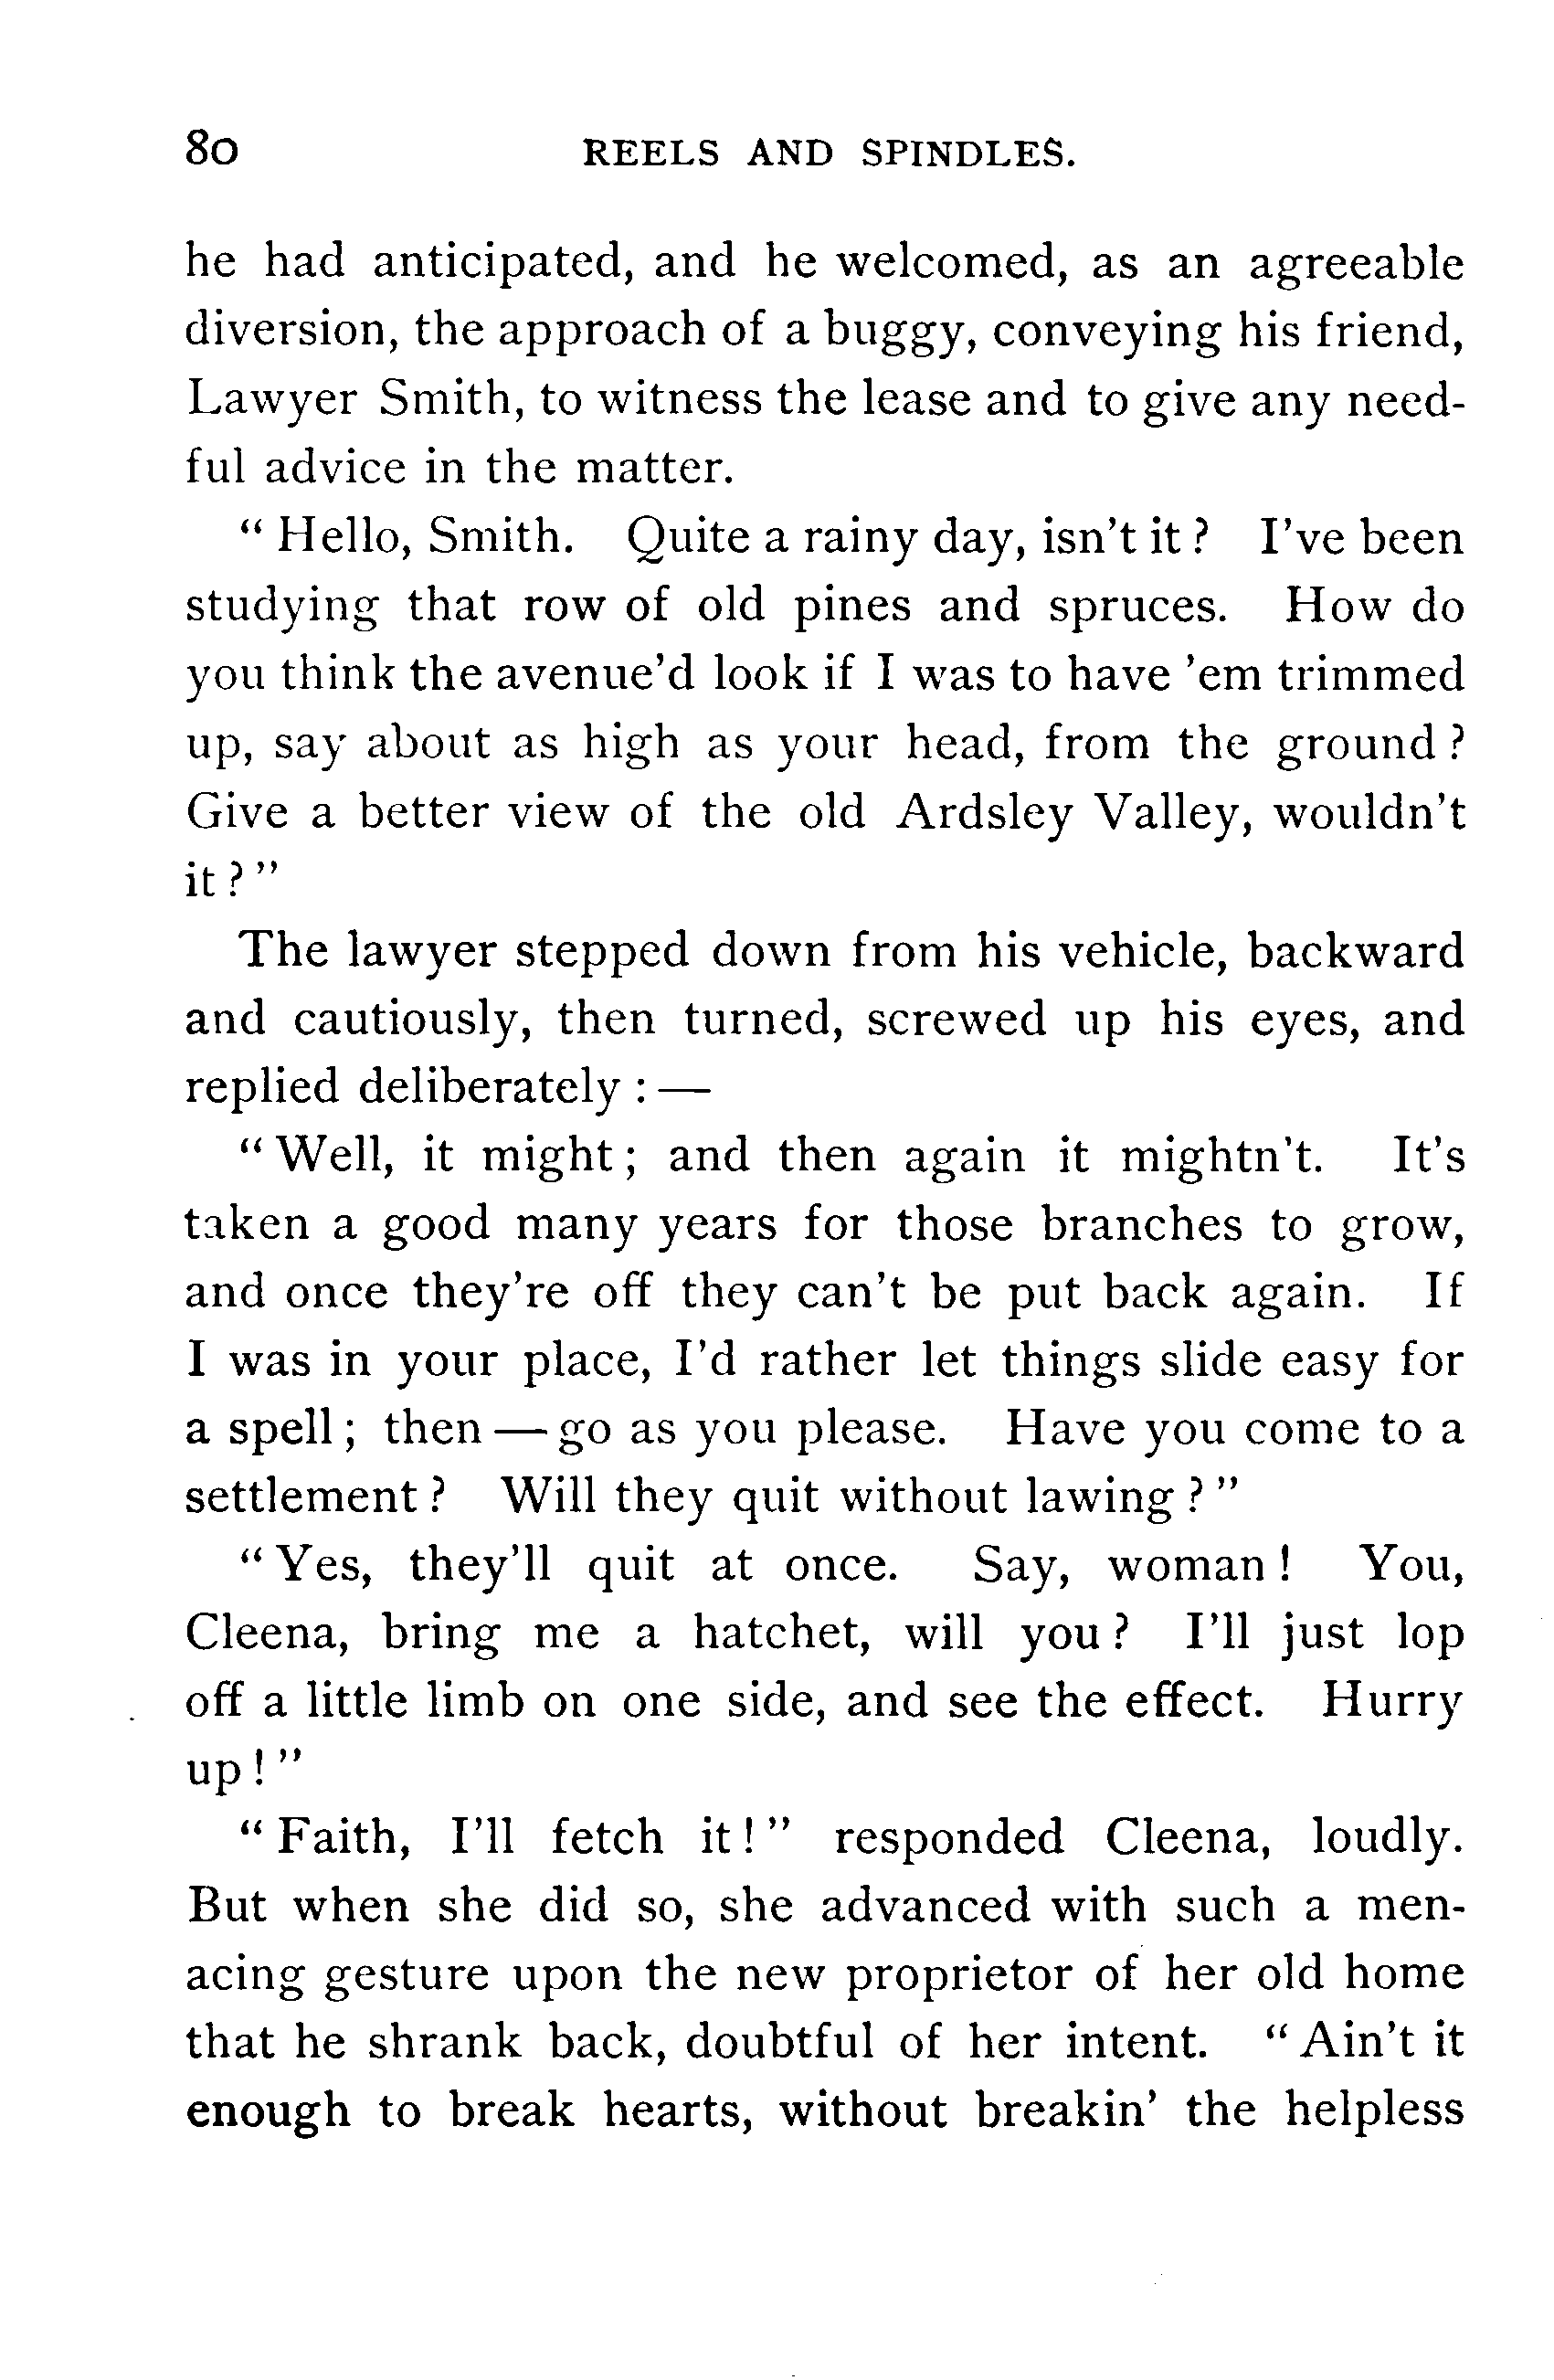 80 REELS AND SPINDLES.
he had anticipated, and he welcomed, as an agreeable
diversion, the approach of a buggy, conveying his friend,
Lawyer Smith, to witness the lease and to give any need-
ful advice in the matter.
“ Hello, Smith. Quite a rainy day, isn’t it ? I’ve been
studying that row of old pines and spruces. How do
you think the avenue’d look if I was to have ’em trimmed
up, say about as high as your head, from the ground ?
Give a better view of the old Ardsley Valley, wouldn’t
it ? ”
The lawyer stepped down from his vehicle, backward
and cautiously, then turned, screwed up his eyes, and
replied deliberately : —
“ Well, it might ; and then again it mightn’t. It’s
taken a good many years for those branches to grow,
and once they’re off they can’t be put back again. If
I was in your place, I’d rather let things slide easy for
a spell ; then — go as you please. Have you come to a
settlement ? Will they quit without lawing ? ”
“ Yes, they’ll quit at once. Say, woman ! You,
Cleena, bring me a hatchet, will you ? I’ll just lop
off a little limb on one side, and see the effect. Hurry
up ! ”
“ Faith, I’ll fetch it ! ” responded Cleena, loudly.
But when she did so, she advanced with such a men-
acing gesture upon the new proprietor of her old home
that he shrank back, doubtful of her intent. “ Ain’t it
enough to break hearts, without breakin’ the helpless